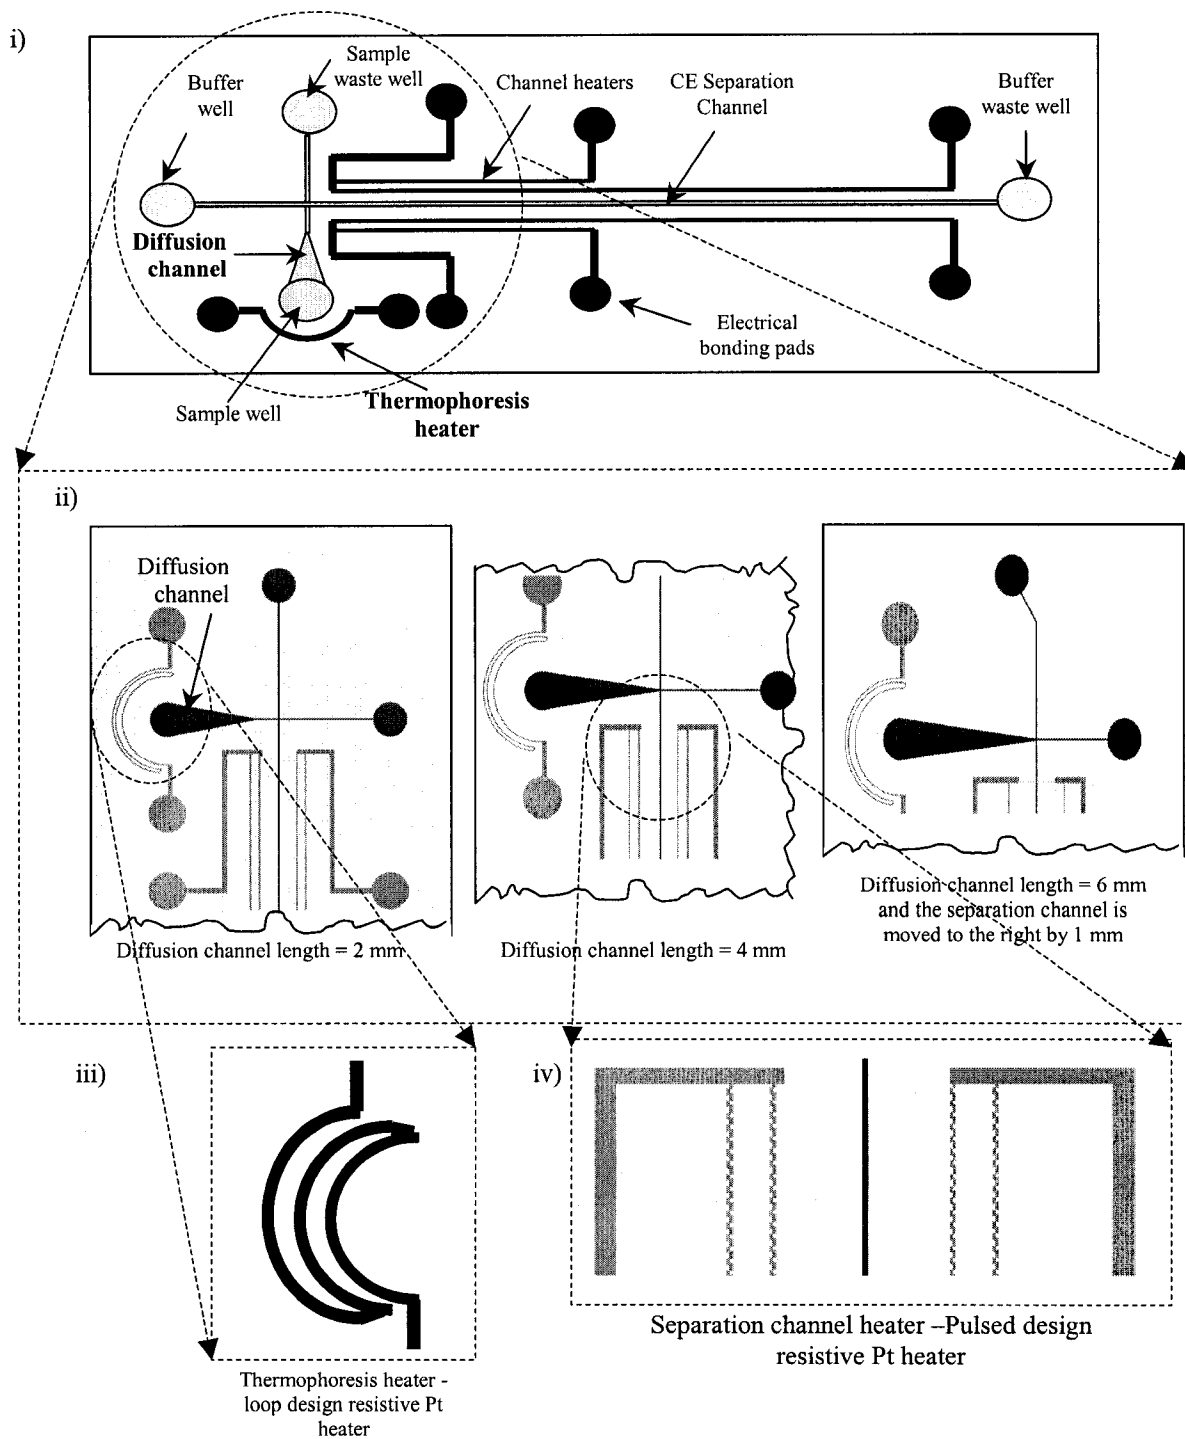 i)
Sample
waste well
Buffer
well
Channel heaters
CE Separation
Channel
Buffer
waste well
Diffusion
channel
Electrical
bonding pads
Sample well
Thermophoresis
heater
ii)
Diffusion
channel
Diffusion channel length = 2 mm
Diffusion channel length = 4 mm
Diffusion channel length = 6 mm
and the separation channel is
moved to the right by 1 mm
iii)
Thermophoresis heater -
loop design resistive Pt
heater
iv)
Separation channel heater –Pulsed design
resistive Pt heater